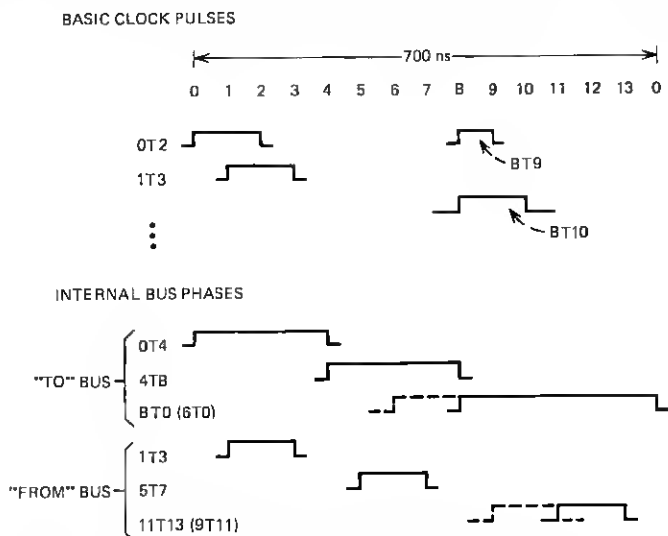 BASIC CLOCK PULSES
700 ns
0 1 2 3 4 5 6 7 B 9 10 11 12 13 0
0T2
BT9
1T3
BT10
INTERNAL BUS PHASES
0T4
"TO" BUS
4TB
BT0 (6T0)
1T3
"FROM" BUS
5T7
11T13 (9T11)